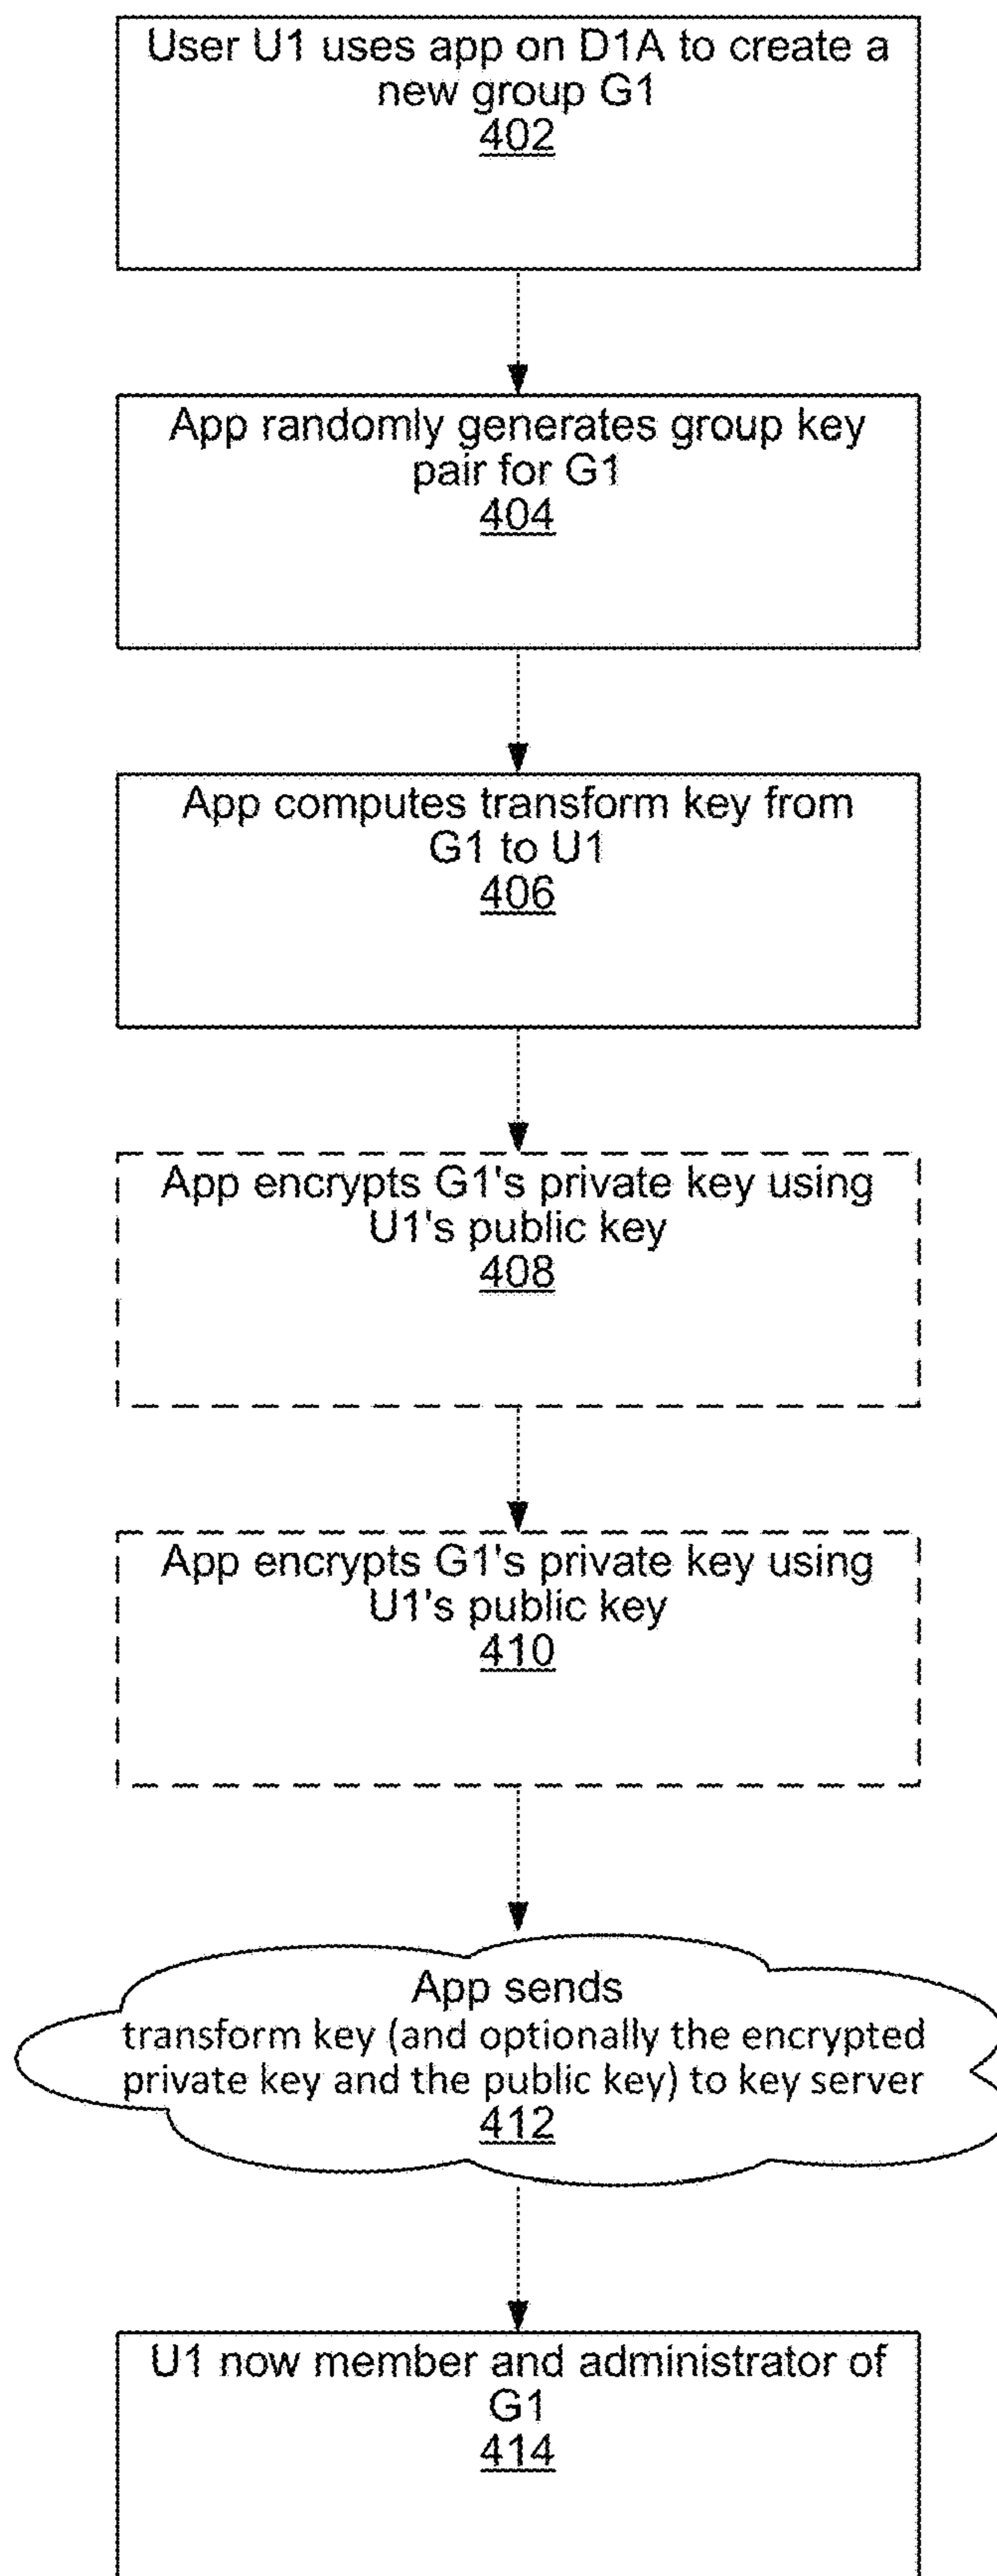 User U1 uses app on D1A to create a
new group G1
402
App randomly generates group key
pair for G1
404
App computes transform key from
G1 to U1
406
App encrypts G1's private key using
U1's public key
408
App encrypts G1's private key using
U1's public key
410
App sends
transform key (and optionally the encrypted
private key and the public key) to key server
412
U1 now member and administrator of
G1
414